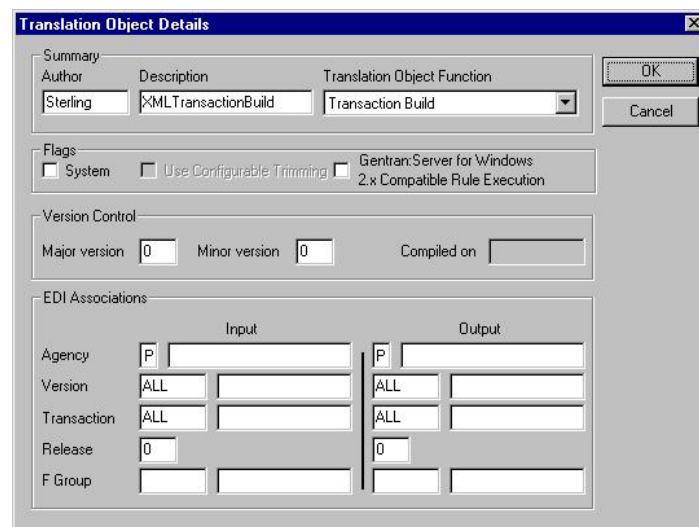 Translation Object Details
Summary
Author Description Translation Object Function
Sterling XMLTransactionBuild Transaction Build
OK
Cancel
Flags
System Use Configurable Trimming Gentran:Server for Windows
2.x Compatible Rule Execution
Version Control
Major version 0 Minor version 0 Compiled on
EDI Associations
Input Output
Agency P P
Version ALL ALL
Transaction ALL ALL
Release 0 0
F Group